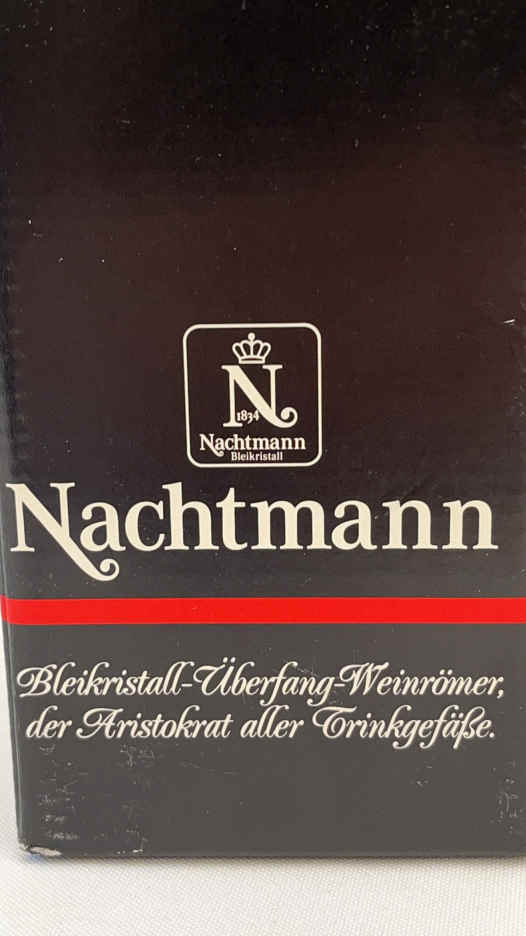 N
1834
Nachtmann
Bleikristall
Nachtmann
Bleikristall-Überfang-Weinrömer,
der Aristokrat aller Trinkgefäße.